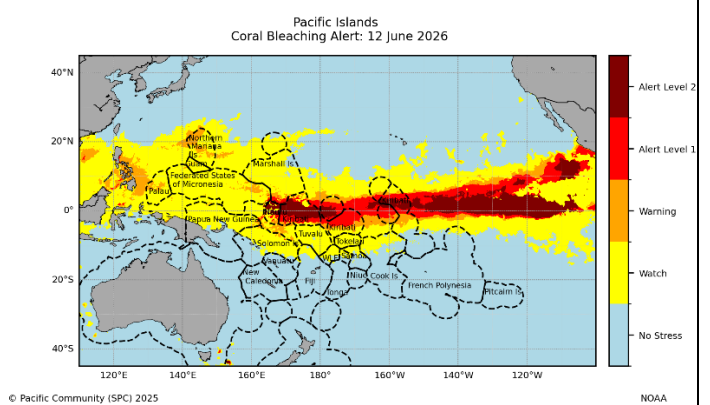 Pacific Islands
Coral Bleaching Alert: 12 June 2026
40°N
20°N
0°
20°S
40°S
Northern
Mariana
Is
Guam
Marshall Is
Federated States
of Micronesia
Palau
Papua New Guinea
Kiribati
Tuvalu
Tokelau
Solomon Is
Vanuatu
Samoa
New
Caledonia
Fiji
Niue
Cook Is
Tonga
French Polynesia
Pitcairn Is
120°E
140°E
160°E
180°
160°W
140°W
120°W
Alert Level 2
Alert Level 1
Warning
Watch
No Stress
© Pacific Community (SPC) 2025
NOAA